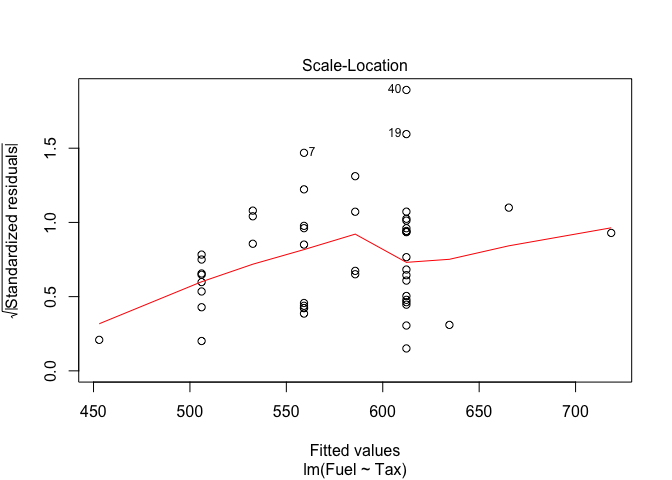 Scale-Location
√|Standardized residuals|
1.5
1.0
0.5
0.0
40
19
7
450 500 550 600 650 700
Fitted values
lm(Fuel ~ Tax)